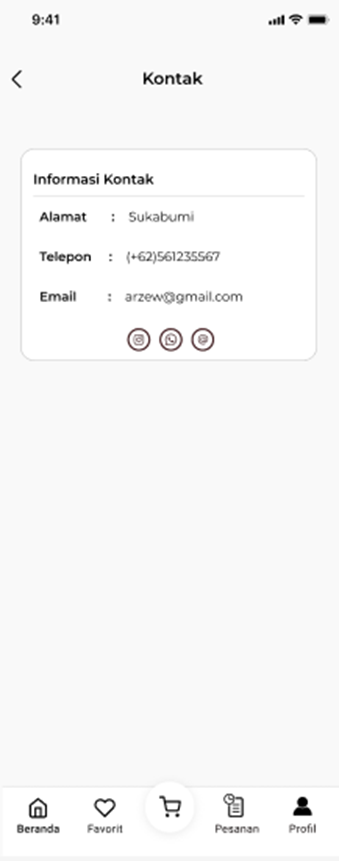 9:41
Kontak
Informasi Kontak
Alamat : Sukabumi
Telepon : (+62)561235567
Email : arzew@gmail.com
Beranda Favorit Pesanan Profil